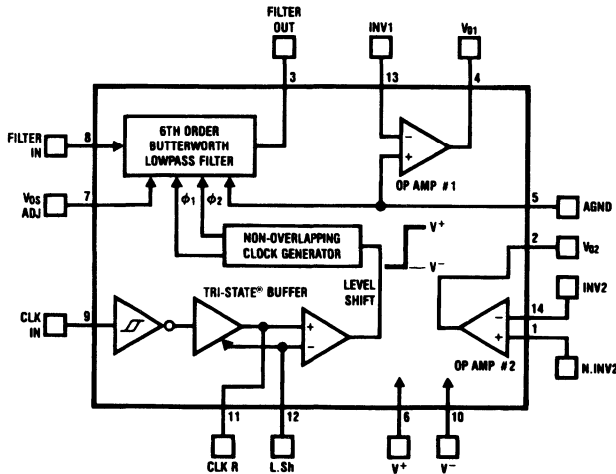 FILTER
OUT
INV1
VO1
3
13
4
FILTER
IN
8
6TH ORDER
BUTTERWORTH
LOWPASS FILTER
−
+
OP AMP #1
VOS
ADJ
7
ϕ1
ϕ2
5
AGND
NON-OVERLAPPING
CLOCK GENERATOR
V+
V−
LEVEL
SHIFT
2
VO2
TRI-STATE® BUFFER
INV2
CLK
IN
9
+
−
14
−
+
1
OP AMP #2
N.INV2
11
12
6
10
CLK R
L.Sh
V+
V−